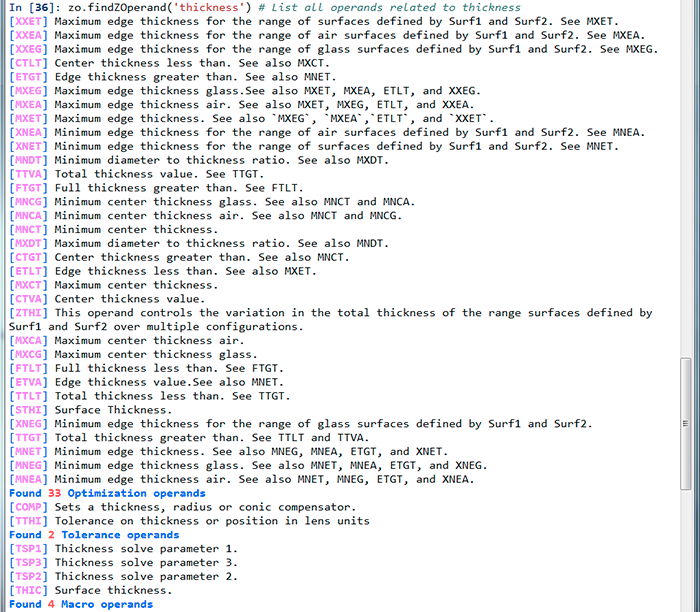 In [36]: zo.findZOperand('thickness') # List all operands related to thickness
[XXET] Maximum edge thickness for the range of surfaces defined by Surf1 and Surf2. See MXET.
[XXEA] Maximum edge thickness for the range of air surfaces defined by Surf1 and Surf2. See MXEA.
[XXEG] Maximum edge thickness for the range of glass surfaces defined by Surf1 and Surf2. See MXEG.
[CTLT] Center thickness less than. See also MXCT.
[ETGT] Edge thickness greater than. See also MNET.
[MXEG] Maximum edge thickness glass.See also MXET, MXEA, ETLT, and XXEG.
[MXEA] Maximum edge thickness air. See also MXET, MXEG, ETLT, and XXEA.
[MXET] Maximum edge thickness. See also `MXEG`, `MXEA`,`ETLT`, and `XXET`.
[XNEA] Minimum edge thickness for the range of air surfaces defined by Surf1 and Surf2. See MNEA.
[XNET] Minimum edge thickness for the range of surfaces defined by Surf1 and Surf2. See MNET.
[MNDT] Minimum diameter to thickness ratio. See also MXDT.
[TTVA] Total thickness value. See TTGT.
[FTGT] Full thickness greater than. See FTLT.
[MNCG] Minimum center thickness glass. See also MNCT and MNCA.
[MNCA] Minimum center thickness air. See also MNCT and MNCG.
[MNCT] Minimum center thickness.
[MXDT] Maximum diameter to thickness ratio. See also MNDT.
[CTGT] Center thickness greater than. See also MNCT.
[ETLT] Edge thickness less than. See also MXET.
[MXCT] Maximum center thickness.
[CTVA] Center thickness value.
[ZTHI] This operand controls the variation in the total thickness of the range surfaces defined by
Surf1 and Surf2 over multiple configurations.
[MXCA] Maximum center thickness air.
[MXCG] Maximum center thickness glass.
[FTLT] Full thickness less than. See FTGT.
[ETVA] Edge thickness value.See also MNET.
[TTLT] Total thickness less than. See TTGT.
[STHI] Surface Thickness.
[XNEG] Minimum edge thickness for the range of glass surfaces defined by Surf1 and Surf2.
[TTGT] Total thickness greater than. See TTLT and TTVA.
[MNET] Minimum edge thickness. See also MNEG, MNEA, ETGT, and XNET.
[MNEG] Minimum edge thickness glass. See also MNET, MNEA, ETGT, and XNEG.
[MNEA] Minimum edge thickness air. See also MNET, MNEG, ETGT, and XNEA.
Found 33 Optimization operands
[COMP] Sets a thickness, radius or conic compensator.
[TTHI] Tolerance on thickness or position in lens units
Found 2 Tolerance operands
[TSP1] Thickness solve parameter 1.
[TSP3] Thickness solve parameter 3.
[TSP2] Thickness solve parameter 2.
[THIC] Surface thickness.
Found 4 Macro operands